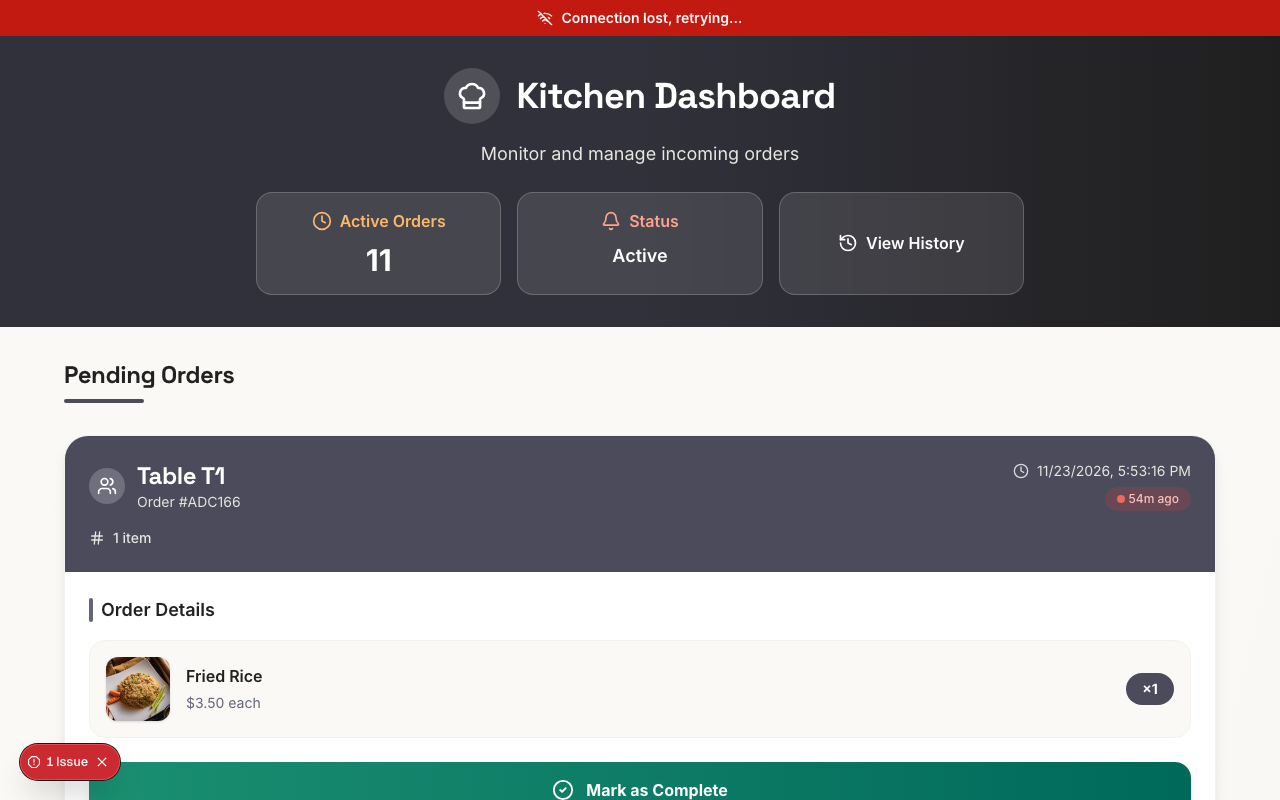 Connection lost, retrying...
Kitchen Dashboard
Monitor and manage incoming orders
Active Orders
11
Status
Active
View History
Pending Orders
Table T1
Order #ADC166
1 item
11/23/2026, 5:53:16 PM
54m ago
Order Details
Fried Rice
$3.50 each
×1
1 Issue
Mark as Complete